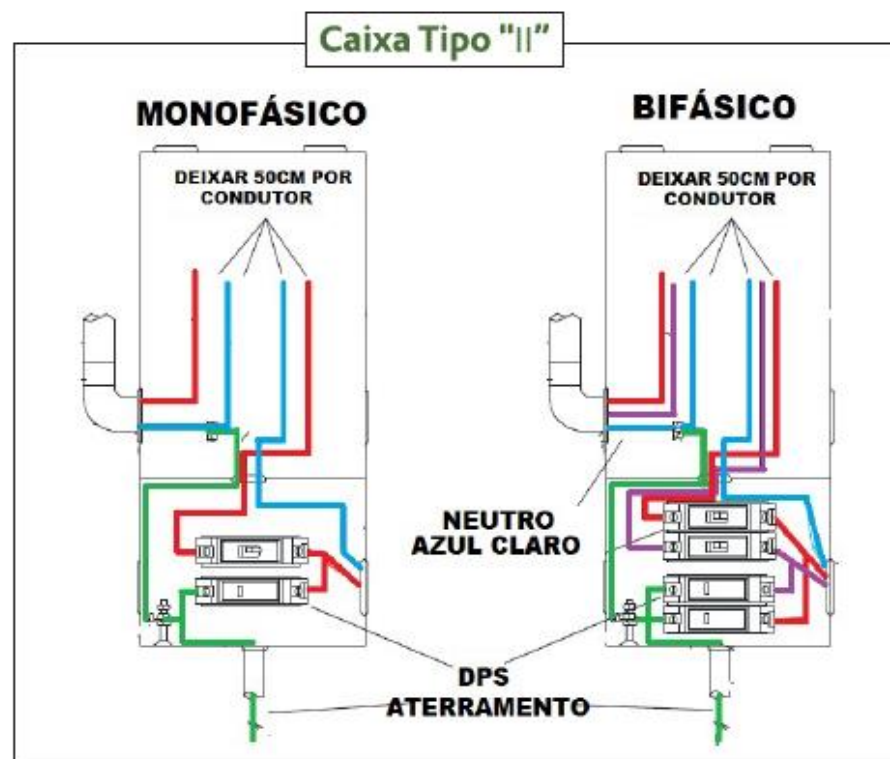 Caixa Tipo "II"
MONOFÁSICO
DEIXAR 50CM POR
CONDUTOR
BIFÁSICO
DEIXAR 50CM POR
CONDUTOR
NEUTRO
AZUL CLARO
DPS
ATERRAMENTO